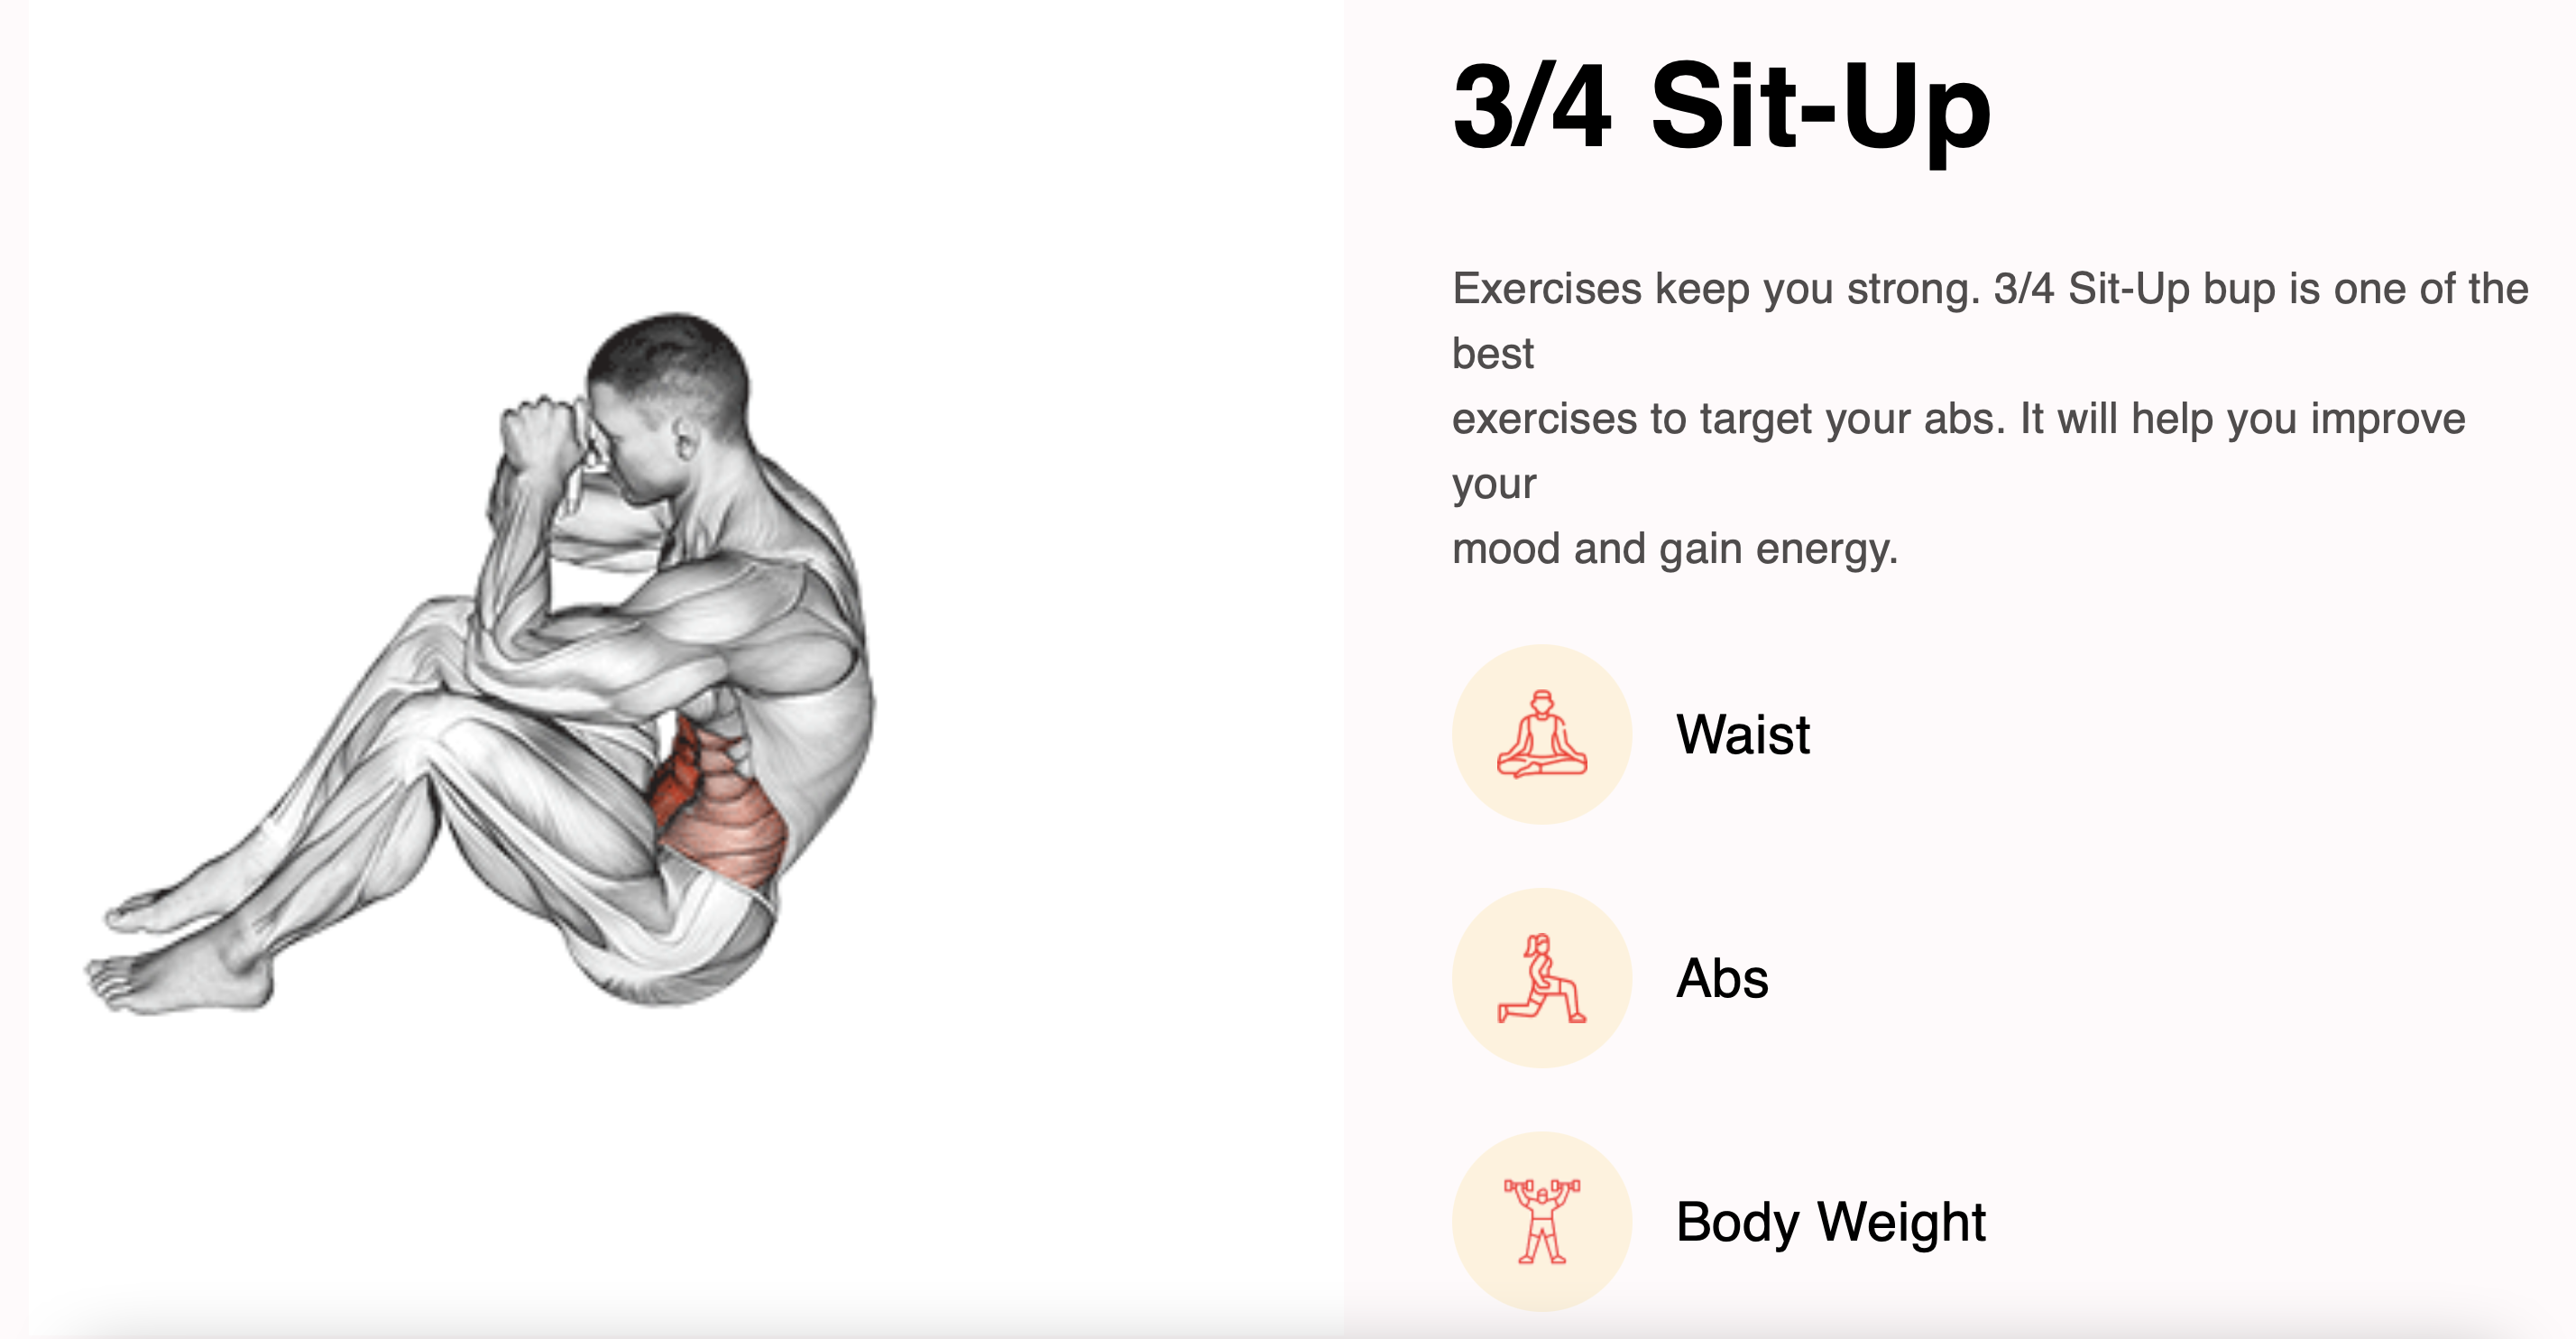 3/4 Sit-Up
Exercises keep you strong. 3/4 Sit-Up bup is one of the
best
exercises to target your abs. It will help you improve
your
mood and gain energy.
Waist
Abs
Body Weight